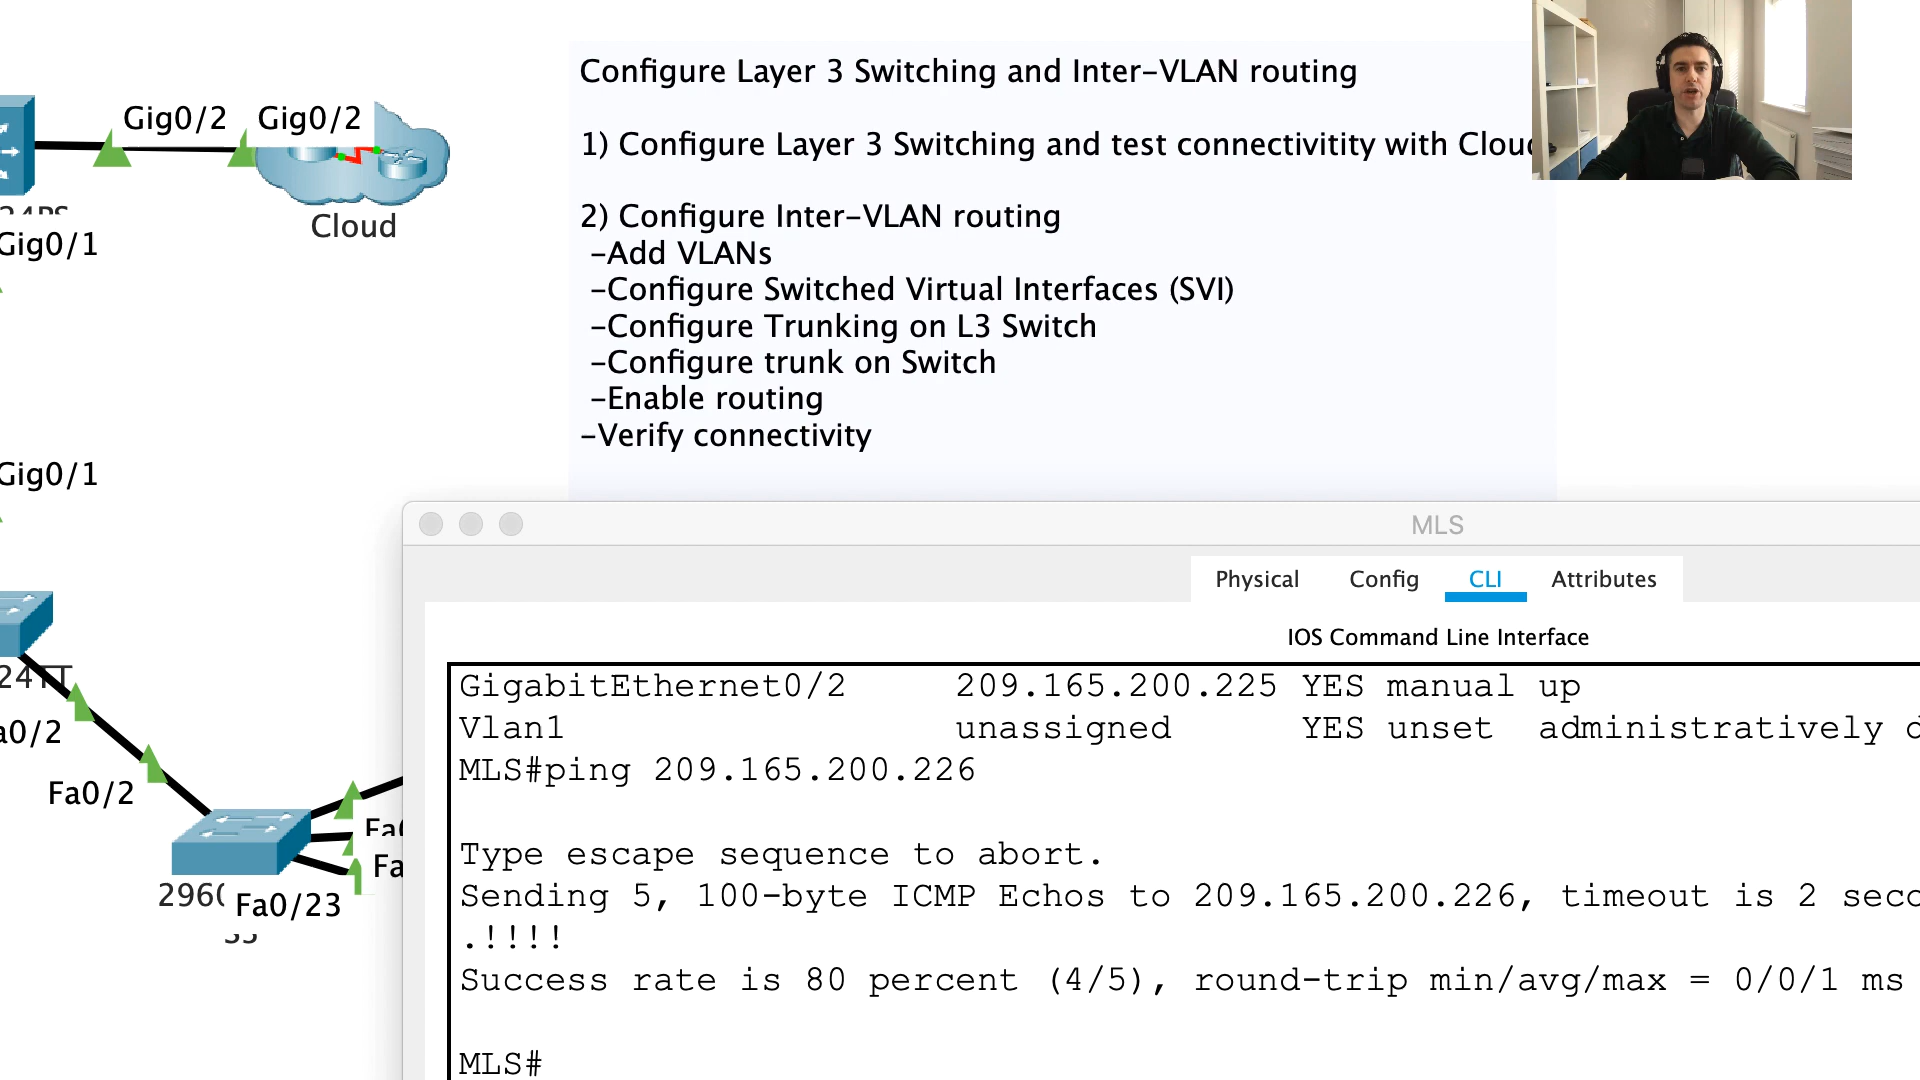 Gig0/2 Gig0/2
Cloud
Gig0/1
Gig0/1
Fa0/2
Fa0/23
Configure Layer 3 Switching and Inter-VLAN routing
1) Configure Layer 3 Switching and test connectivitity with
2) Configure Inter-VLAN routing
-Add VLANs
-Configure Switched Virtual Interfaces (SVI)
-Configure Trunking on L3 Switch
-Configure trunk on Switch
-Enable routing
-Verify connectivity
MLS
Physical Config CLI Attributes
IOS Command Line Interface
GigabitEthernet0/2 209.165.200.225 YES manual up
Vlan1 unassigned YES unset administratively
MLS#ping 209.165.200.226
Type escape sequence to abort.
Sending 5, 100-byte ICMP Echos to 209.165.200.226, timeout is 2
.!!!!
Success rate is 80 percent (4/5), round-trip min/avg/max = 0/0/1 ms
MLS#